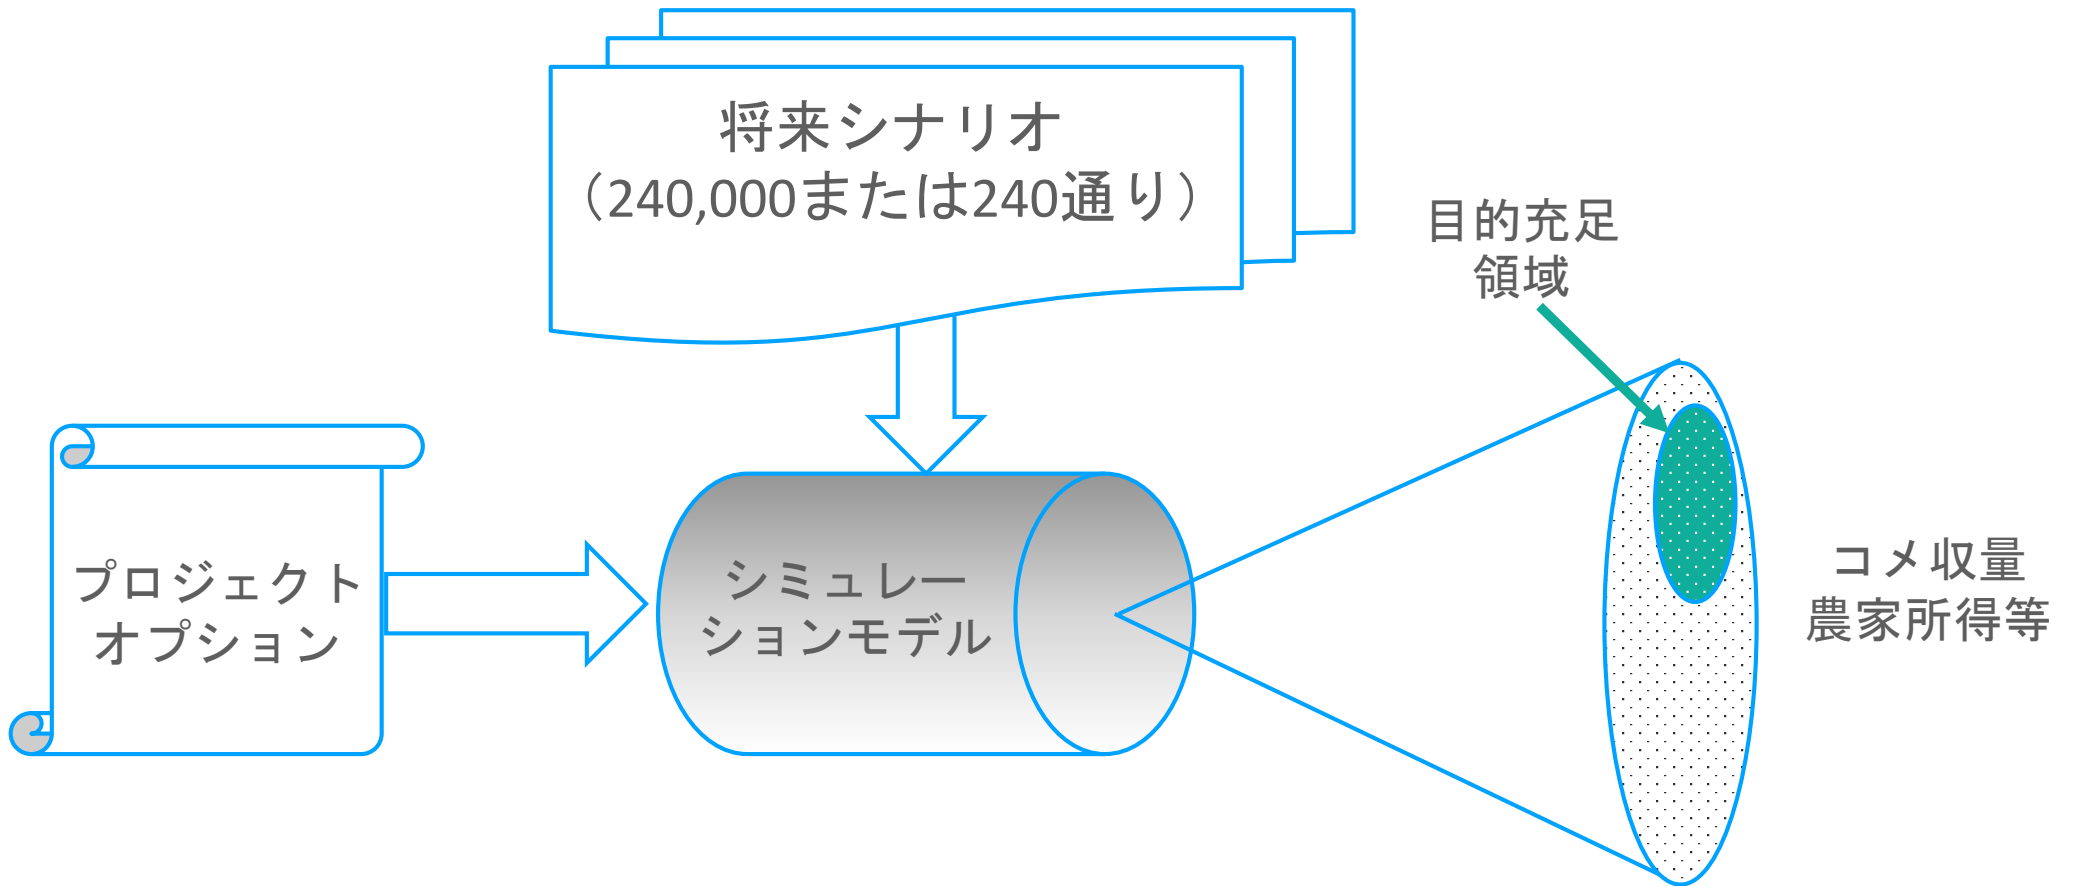 将来シナリオ
（240,000または240通り）
目的充足
領域
プロジェクト
オプション
シミュレー
ションモデル
コメ収量
農家所得等